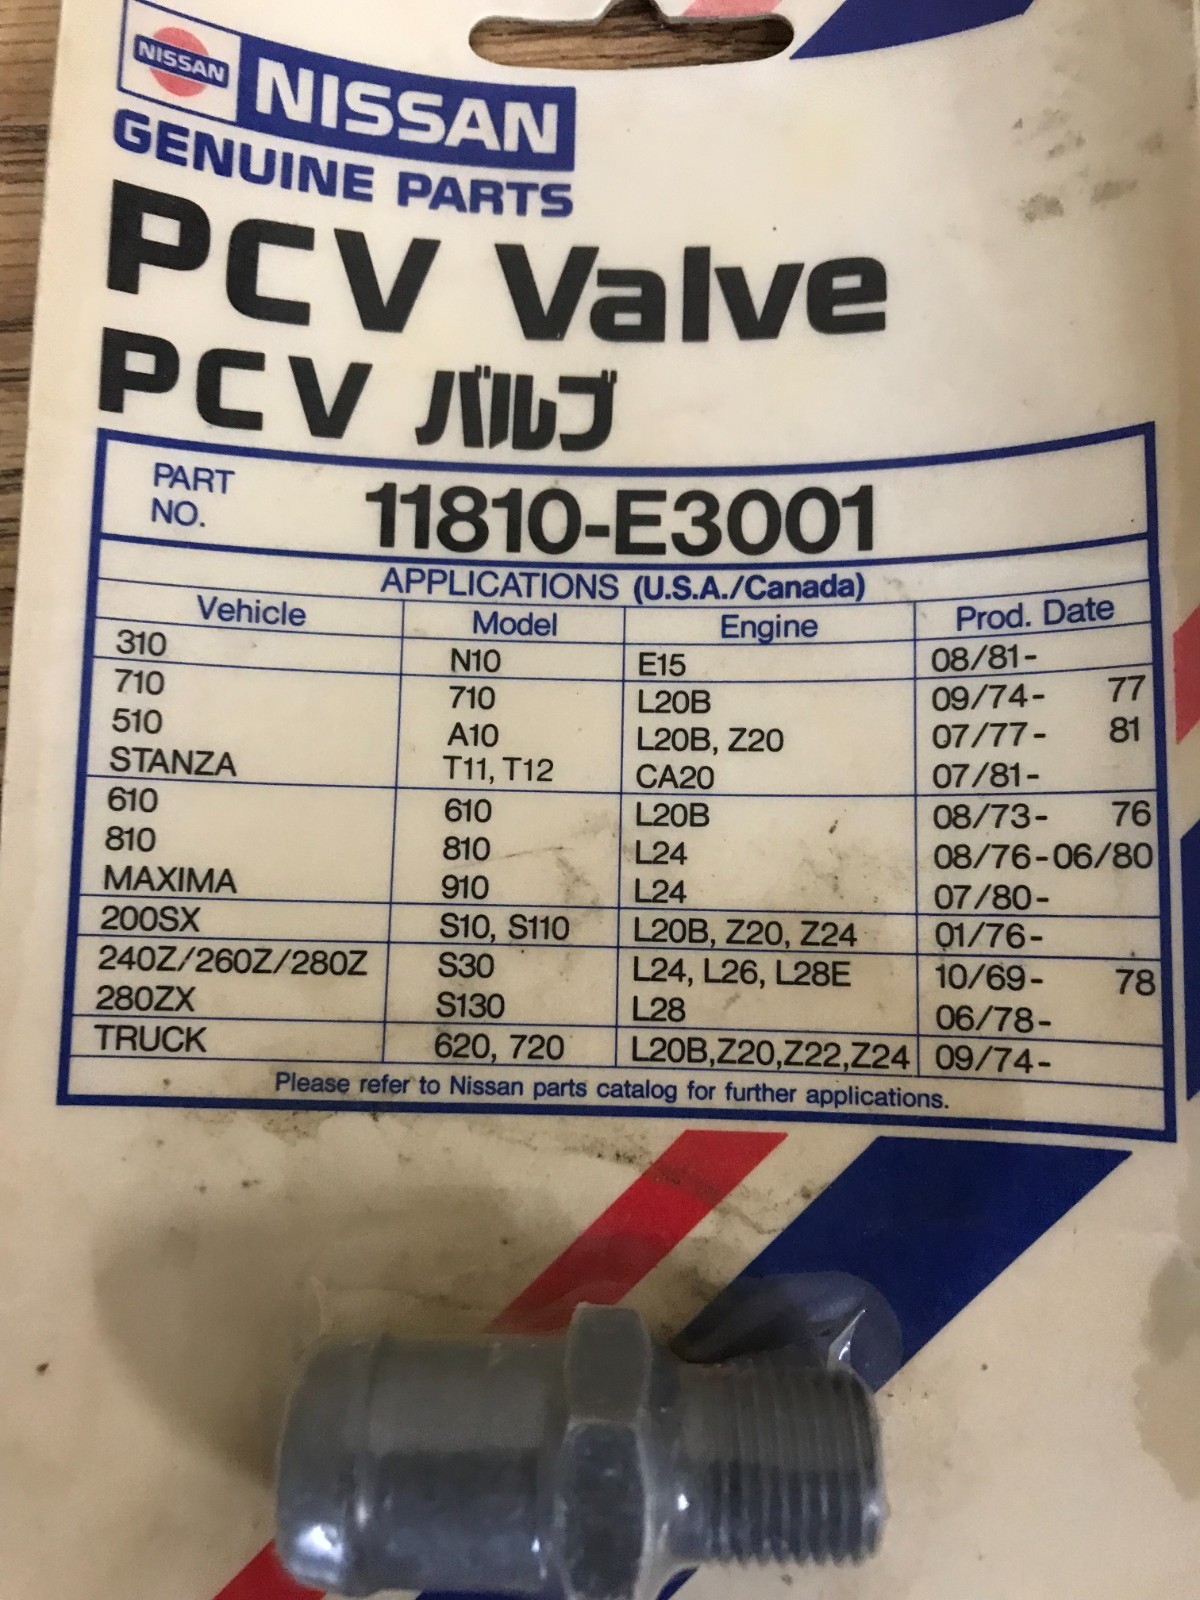 NISSAN
NISSAN
GENUINE PARTS
PCV Valve
PCV バルブ
PART NO. 11810-E3001
APPLICATIONS (U.S.A./Canada)
Vehicle Model Engine Prod. Date
310 N10 E15 08/81-
710 710 L20B 09/74- 77
510 A10 L20B, Z20 07/77- 81
STANZA T11, T12 CA20 07/81-
610 610 L20B 08/73- 76
810 810 L24 08/76-06/80
MAXIMA 910 L24 07/80-
200SX S10, S110 L20B, Z20, Z24 01/76-
240Z/260Z/280Z S30 L24, L26, L28E 10/69- 78
280ZX S130 L28 06/78-
TRUCK 620, 720 L20B,Z20,Z22,Z24 09/74-
Please refer to Nissan parts catalog for further applications.